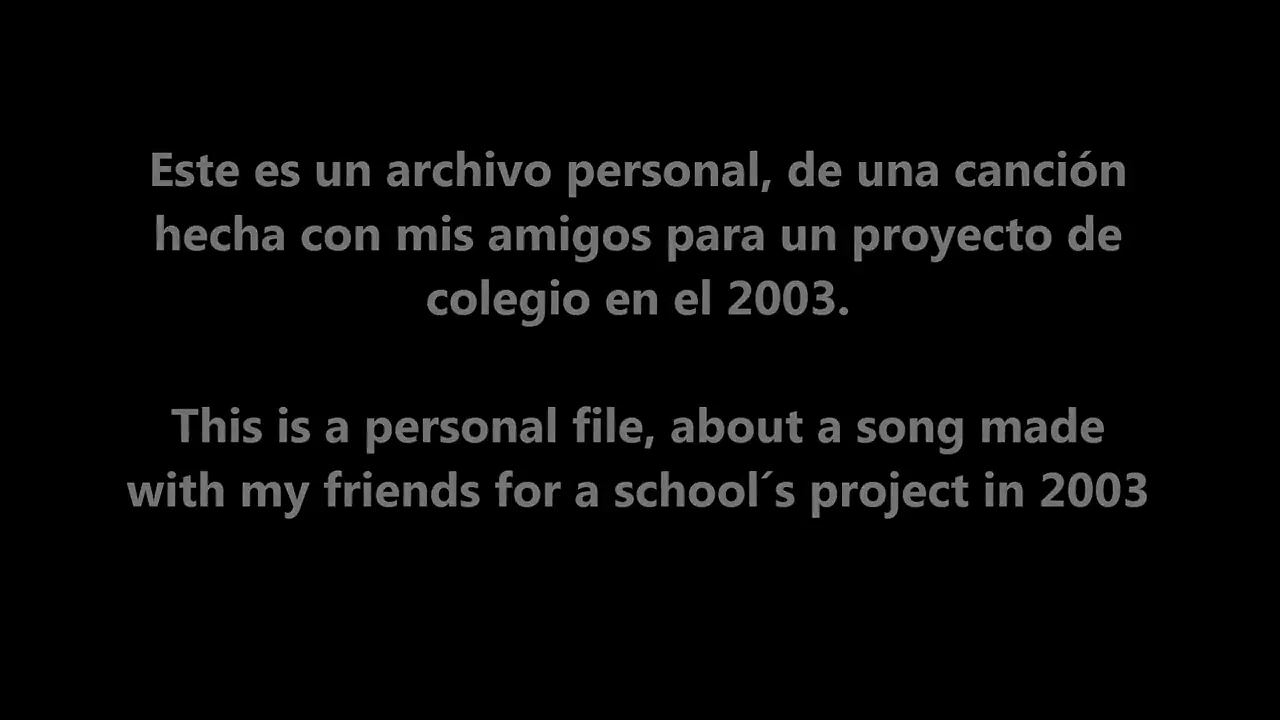 Este es un archivo personal, de una canción
hecha con mis amigos para un proyecto de
colegio en el 2003.
This is a personal file, about a song made
with my friends for a school´s project in 2003